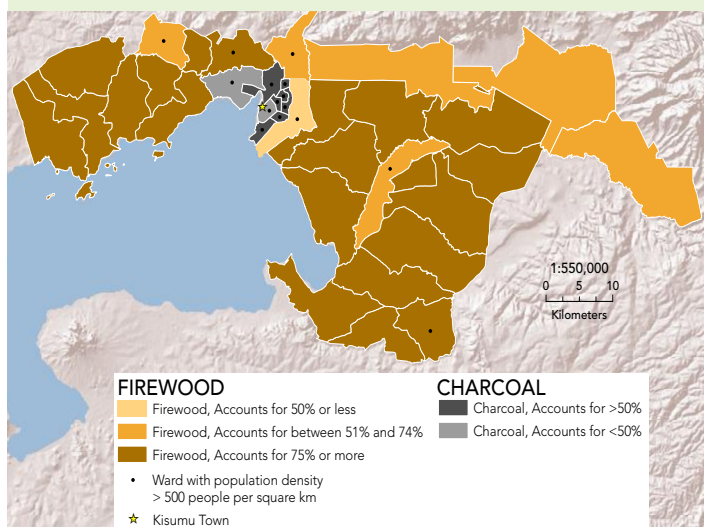 1:550,000
0 5 10
Kilometers
FIREWOOD
Firewood, Accounts for 50% or less
Firewood, Accounts for between 51% and 74%
Firewood, Accounts for 75% or more
Ward with population density
> 500 people per square km
Kisumu Town
CHARCOAL
Charcoal, Accounts for >50%
Charcoal, Accounts for <50%